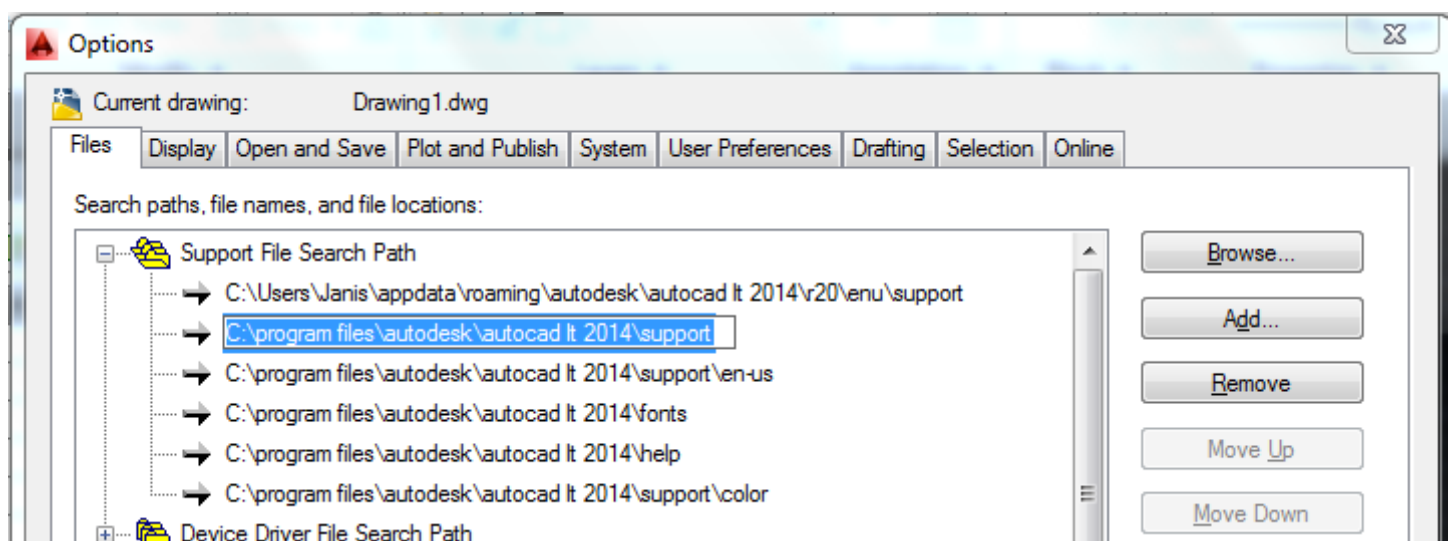 Options
Current drawing: Drawing1.dwg
Files Display Open and Save Plot and Publish System User Preferences Drafting Selection Online
Search paths, file names, and file locations:
Support File Search Path
C:\Users\Janis\appdata\roaming\autodesk\autocad lt 2014\r20\enu\support
C:\program files\autodesk\autocad lt 2014\support
C:\program files\autodesk\autocad lt 2014\support\en-us
C:\program files\autodesk\autocad lt 2014\fonts
C:\program files\autodesk\autocad lt 2014\help
C:\program files\autodesk\autocad lt 2014\support\color
Device Driver File Search Path
Browse...
Add...
Remove
Move Up
Move Down